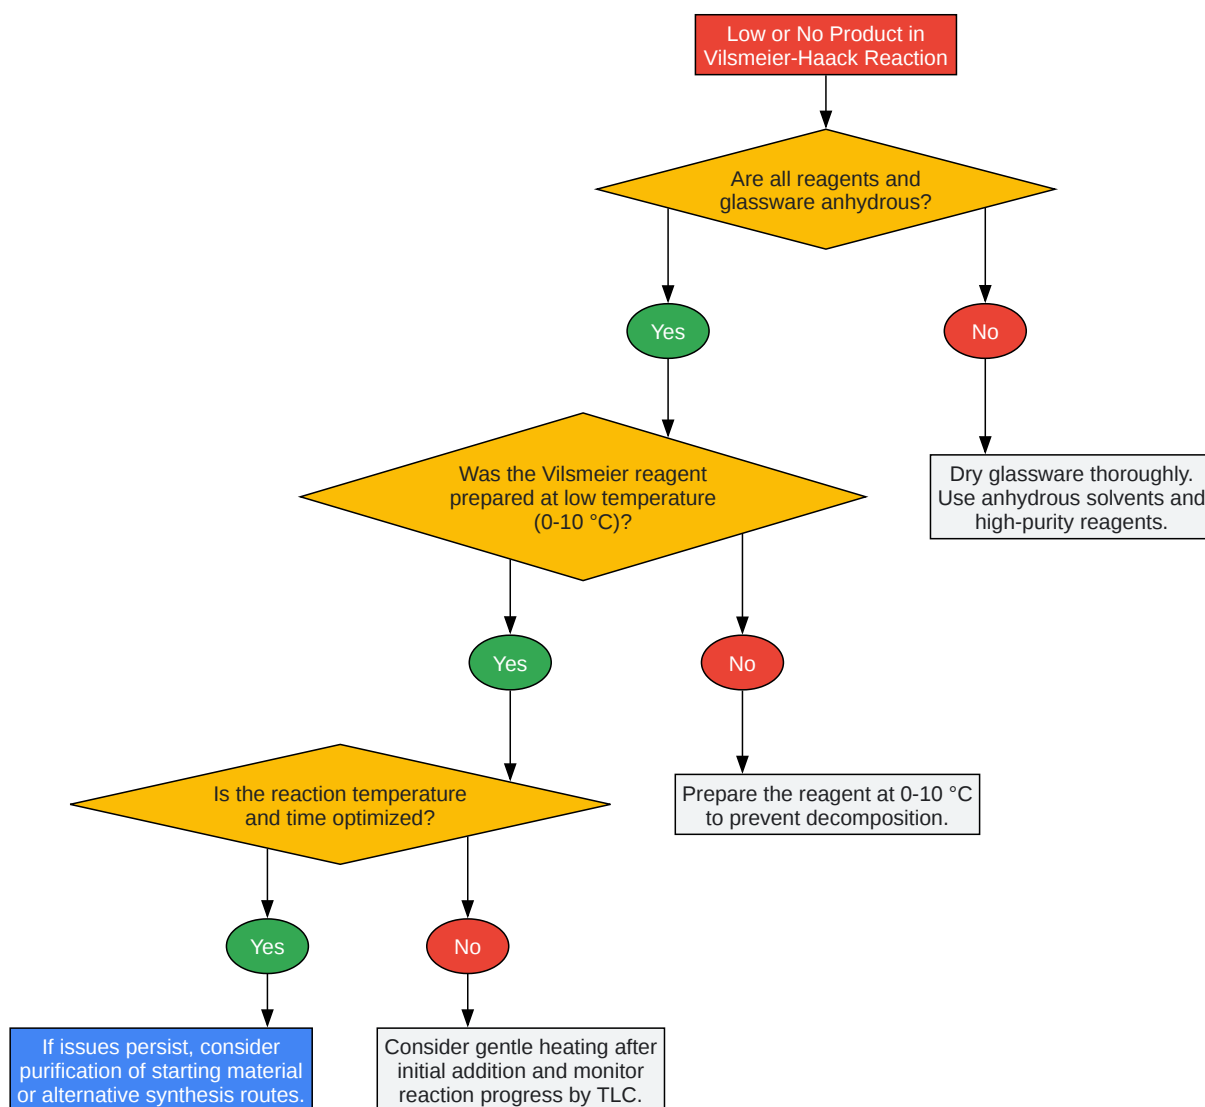 Low or No Product in
Vilsmeier-Haack Reaction
Are all reagents and
glassware anhydrous?
Yes
No
Was the Vilsmeier reagent
prepared at low temperature
(0-10 °C)?
Dry glassware thoroughly.
Use anhydrous solvents and
high-purity reagents.
Yes
No
Is the reaction temperature
and time optimized?
Prepare the reagent at 0-10 °C
to prevent decomposition.
Yes
No
If issues persist, consider
purification of starting material
or alternative synthesis routes.
Consider gentle heating after
initial addition and monitor
reaction progress by TLC.